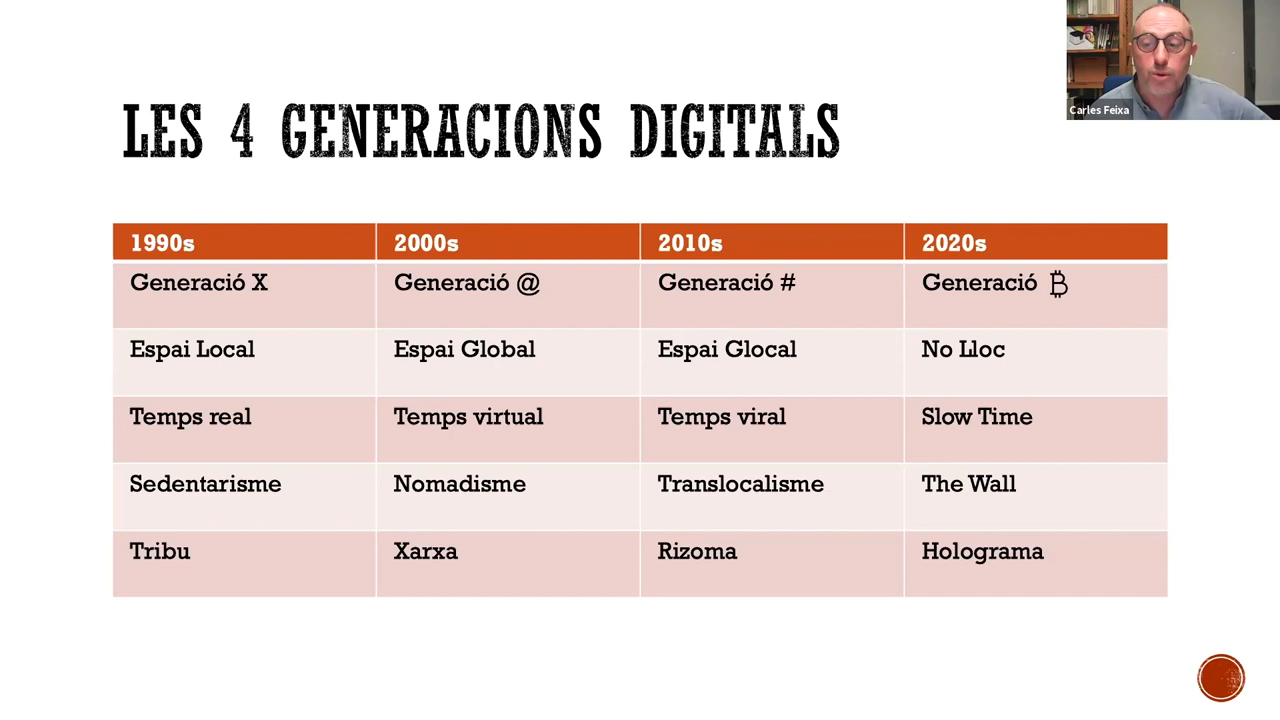 Carles Feixa
LES 4 GENERACIONS DIGITALS
1990s 2000s 2010s 2020s
Generació X Generació @ Generació # Generació ₿
Espai Local Espai Global Espai Glocal No Lloc
Temps real Temps virtual Temps viral Slow Time
Sedentarisme Nomadisme Translocalisme The Wall
Tribu Xarxa Rizoma Holograma